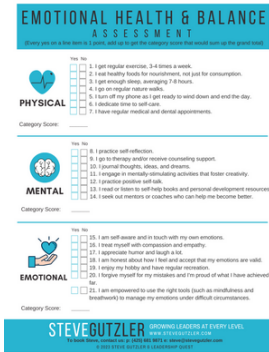 EMOTIONAL HEALTH & BALANCE
ASSESSMENT
(Every yes on a line item is 1 point, add up to get the category score that would sum up the grand total)
Yes No
1. I get regular exercise, 3-4 times a week.
2. I eat healthy foods for nourishment, not just for consumption.
3. I get enough sleep, averaging 7-8 hours.
4. I go on regular nature walks.
5. I turn off my phone as I get ready to wind down and end the day.
6. I dedicate time to self-care.
7. I have regular medical and dental appointments.
PHYSICAL
Category Score: ______
Yes No
8. I practice self-reflection.
9. I go to therapy and/or receive counseling support.
10. I journal thoughts, ideas, and dreams.
11. I engage in mentally-stimulating activities that foster creativity.
12. I practice positive self-talk.
13. I read or listen to self-help books and personal development resources.
14. I seek out mentors or coaches who can help me become better.
MENTAL
Category Score: ______
Yes No
15. I am self-aware and in touch with my own emotions.
16. I treat myself with compassion and empathy.
17. I appreciate humor and laugh a lot.
18. I am honest about how I feel and accept that my emotions are valid.
19. I enjoy my hobby and have regular recreation.
20. I forgive myself for my mistakes and I'm proud of what I have achieved so
far.
21. I am empowered to use the right tools (such as mindfulness and
breathwork) to manage my emotions under difficult circumstances.
EMOTIONAL
Category Score: ______
STEVEGUTZLER
GROWING LEADERS AT EVERY LEVEL
WWW.STEVEGUTZLER.COM